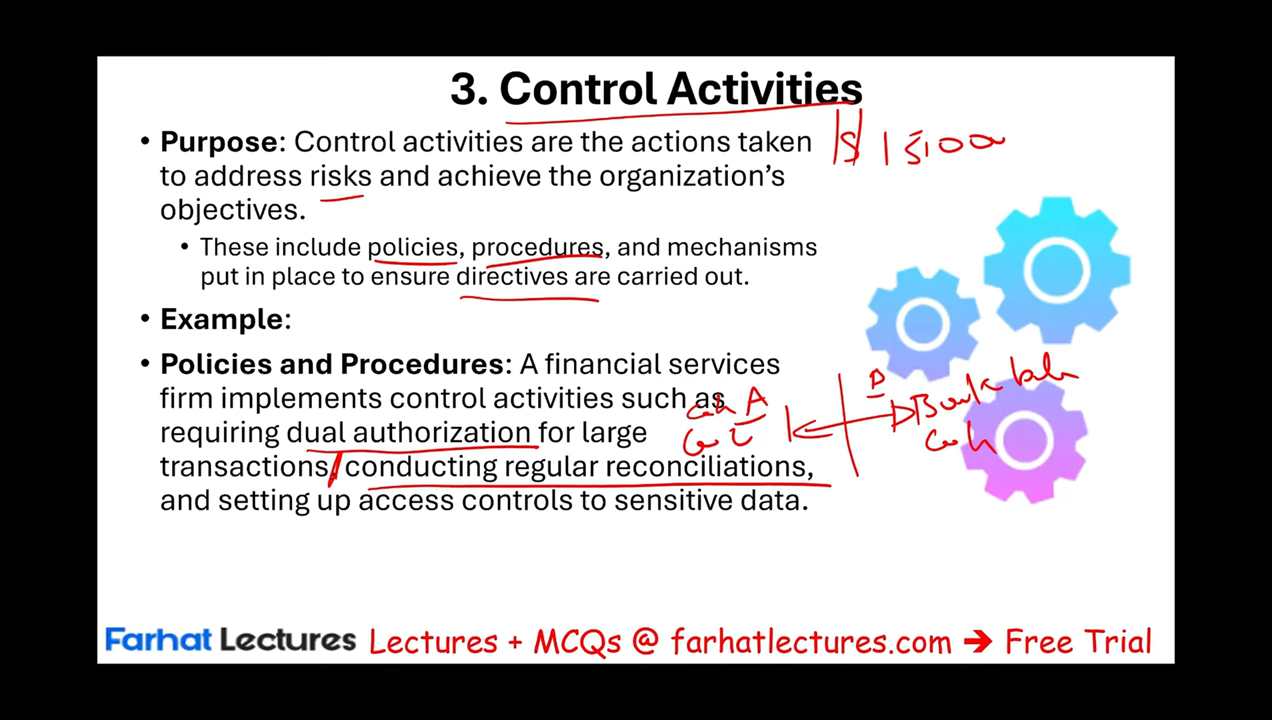 3. Control Activities
• Purpose: Control activities are the actions taken
to address risks and achieve the organization's
objectives.
• These include policies, procedures, and mechanisms
put in place to ensure directives are carried out.
• Example:
• Policies and Procedures: A financial services
firm implements control activities such as
requiring dual authorization for large
transactions, conducting regular reconciliations,
and setting up access controls to sensitive data.
A
B
Bank
Cash
Farhat Lectures Lectures + MCQs @ farhatlectures.com → Free Trial